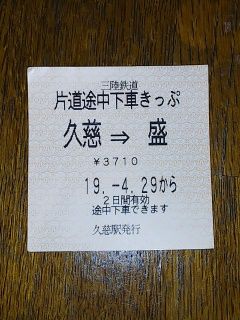 三陸鉄道
片道途中下車きっぷ
久慈 ⇒ 盛
￥3710
19.-4.29から
2日間有効
途中下車できます
久慈駅発行